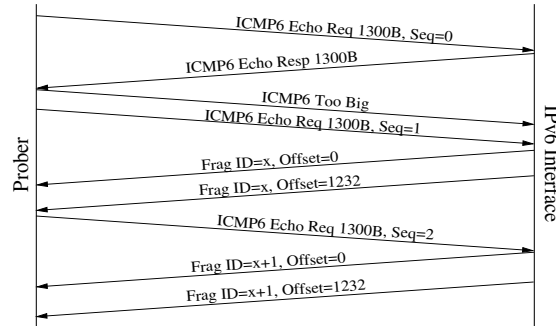 ICMP6 Echo Req 1300B, Seq=0
ICMP6 Echo Resp 1300B
ICMP6 Too Big
ICMP6 Echo Req 1300B, Seq=1
Frag ID=x, Offset=0
Frag ID=x, Offset=1232
ICMP6 Echo Req 1300B, Seq=2
Frag ID=x+1, Offset=0
Frag ID=x+1, Offset=1232
Prober
IPv6 Interface